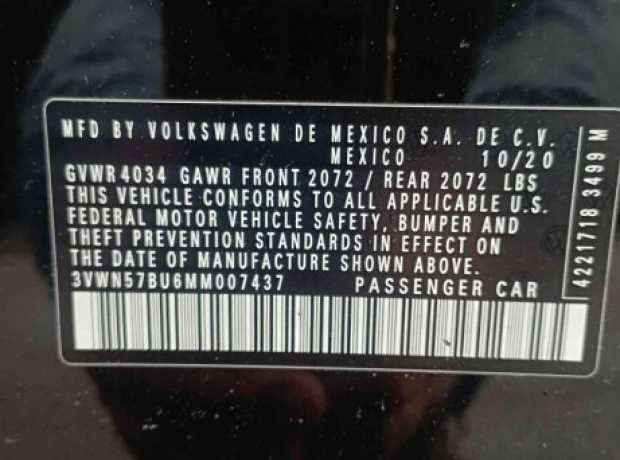 MFD BY VOLKSWAGEN DE MEXICO S.A. DE C.V.
MEXICO 10/20
GVWR 4034 GAWR FRONT 2072 / REAR 2072 LBS
THIS VEHICLE CONFORMS TO ALL APPLICABLE U.S.
FEDERAL MOTOR VEHICLE SAFETY, BUMPER AND
THEFT PREVENTION STANDARDS IN EFFECT ON
THE DATE OF MANUFACTURE SHOWN ABOVE.
3VWN57BU6MM007437 PASSENGER CAR
4221718 3499 M